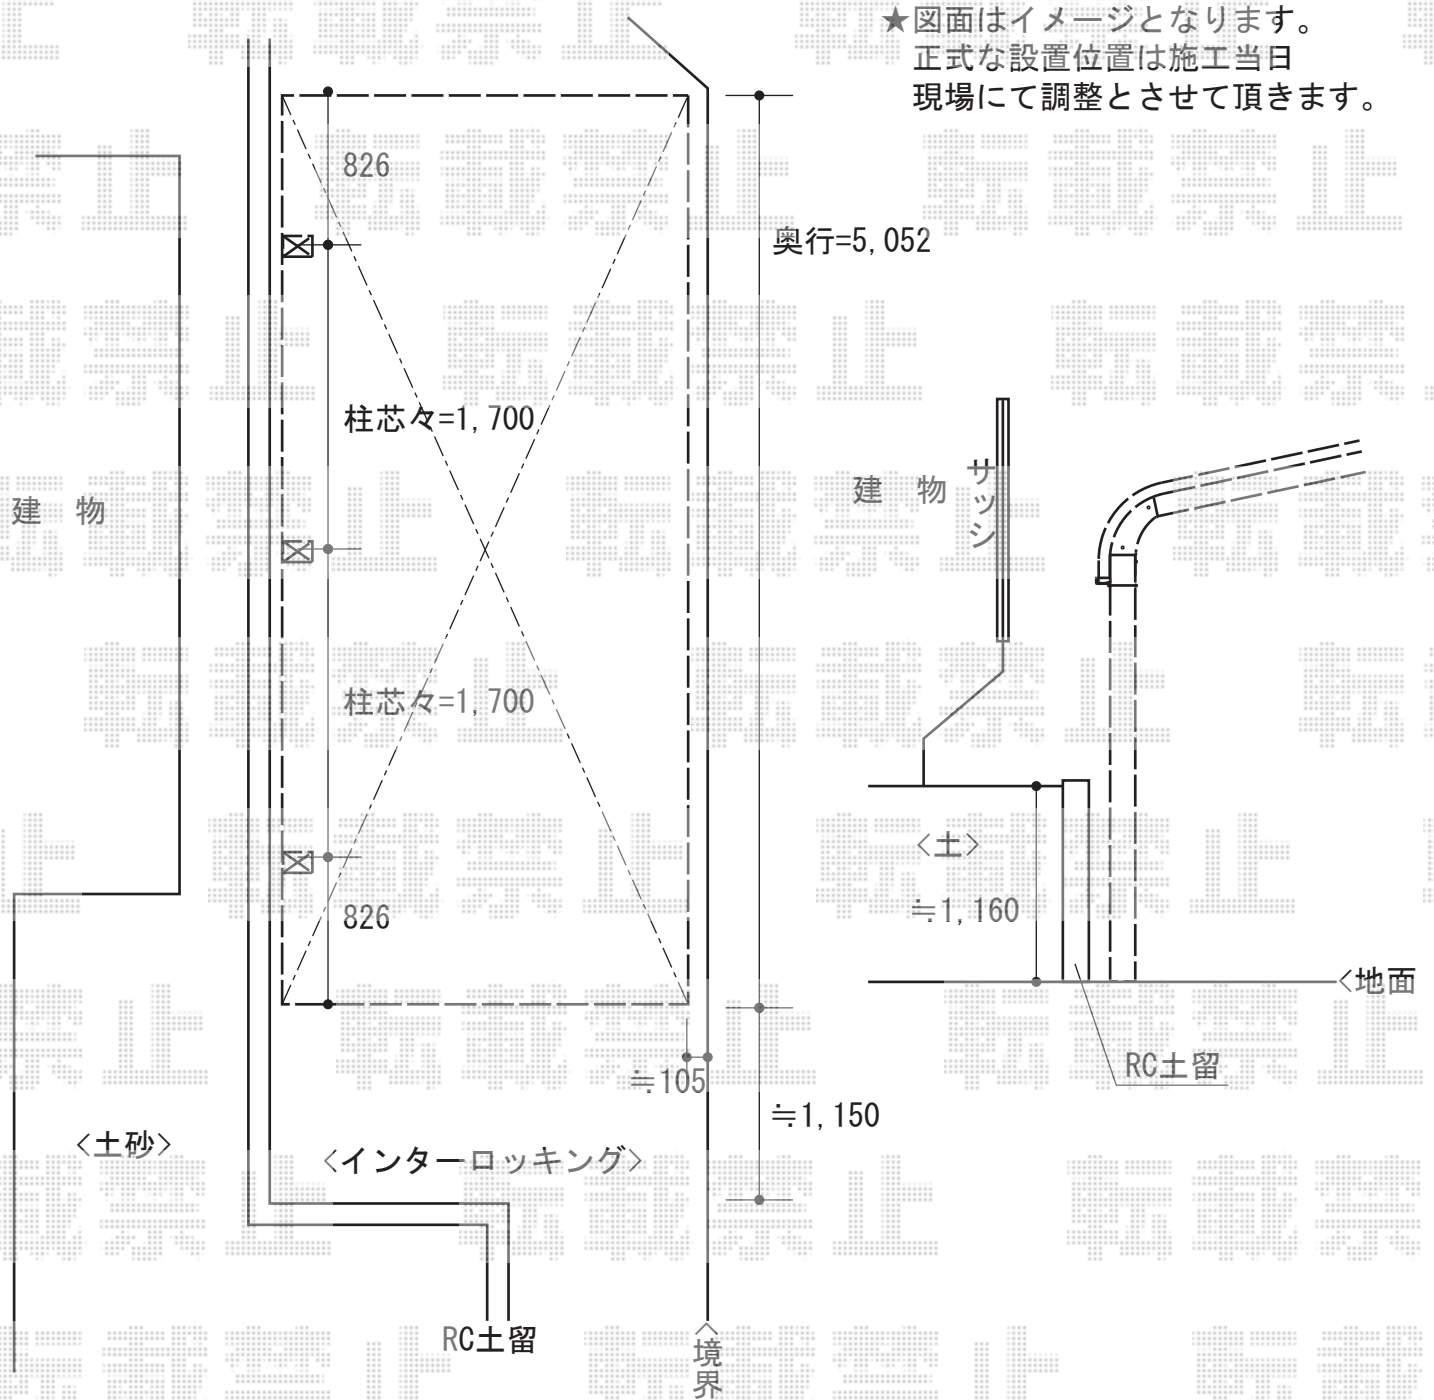 ★図面はイメージとなります。
正式な設置位置は施工当日
現場にて調整とさせて頂きます。
826
奥行=5,052
柱芯々=1,700
建 物
柱芯々=1,700
826
≒105
≒1,150
<土砂>
<インターロッキング>
RC土留
<境界
建 物
サッシ
<土>
≒1,160
<地面
RC土留
転載禁止